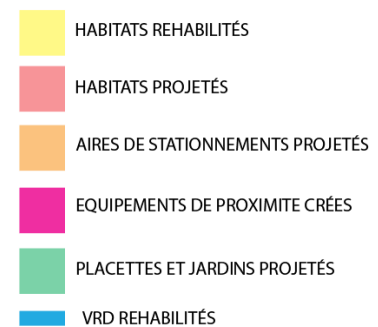 HABITATS REHABILITÉS
HABITATS PROJETÉS
AIRES DE STATIONNEMENTS PROJETÉS
EQUIPEMENTS DE PROXIMITE CRÉES
PLACETTES ET JARDINS PROJETÉS
VRD REHABILITÉS